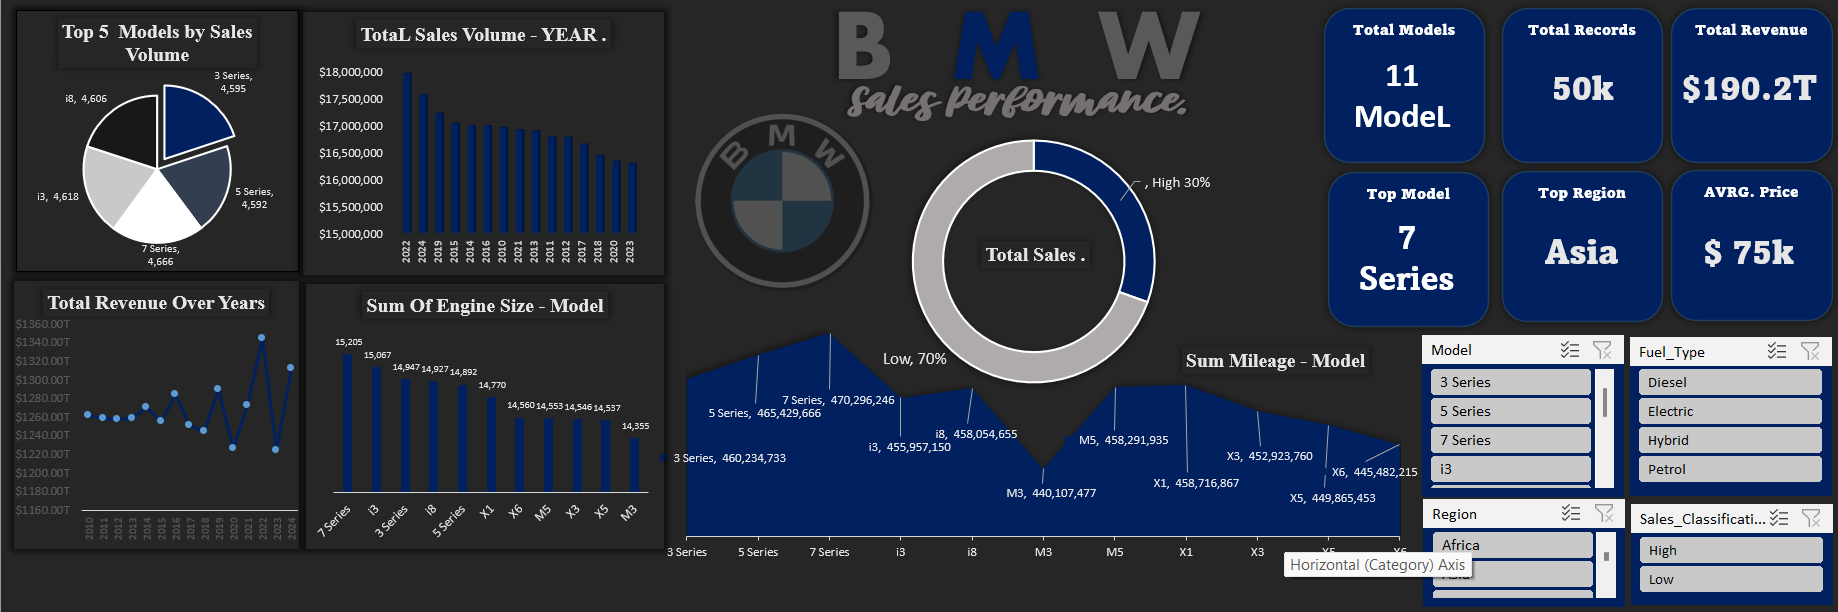 Top 5  Models by Sales
Volume
3 Series,
4,595
i8,  4,606
i3,  4,618
5 Series,
4,592
7 Series,
4,666
TotaL Sales Volume - YEAR .
$18,000,000
$17,500,000
$17,000,000
$16,500,000
$16,000,000
$15,500,000
$15,000,000
2022 2024 2019 2015 2014 2016 2010 2021 2013 2011 2012 2017 2018 2020 2023
B M W
Sales Performance.
B M W
, High 30%
Total Sales .
Low, 70%
Total Models
11
ModeL
Total Records
50k
Total Revenue
$190.2T
Top Model
7
Series
Top Region
Asia
AVRG. Price
$ 75k
Total Revenue Over Years
$1360.00T
$1340.00T
$1320.00T
$1300.00T
$1280.00T
$1260.00T
$1240.00T
$1220.00T
$1200.00T
$1180.00T
$1160.00T
2010 2011 2012 2013 2014 2015 2016 2017 2018 2019 2020 2021 2022 2023 2024
Sum Of Engine Size - Model
15,205
15,067
14,947
14,927
14,892
14,770
14,560
14,553
14,546
14,537
14,355
7 Series i3 3 Series i8 5 Series X1 X6 M5 X3 X5 M3
Sum Mileage - Model
3 Series,  460,234,733
5 Series,  465,429,666
7 Series,  470,296,246
i3,  455,957,150
i8,  458,054,655
M3,  440,107,477
M5,  458,291,935
X1,  458,716,867
X3,  452,923,760
X5,  449,865,453
X6,  445,482,215
3 Series 5 Series 7 Series i3 i8 M3 M5 X1 X3 X5 X6
Horizontal (Category) Axis
Model
3 Series
5 Series
7 Series
i3
Fuel_Type
Diesel
Electric
Hybrid
Petrol
Region
Africa
Asia
Sales_Classificati...
High
Low